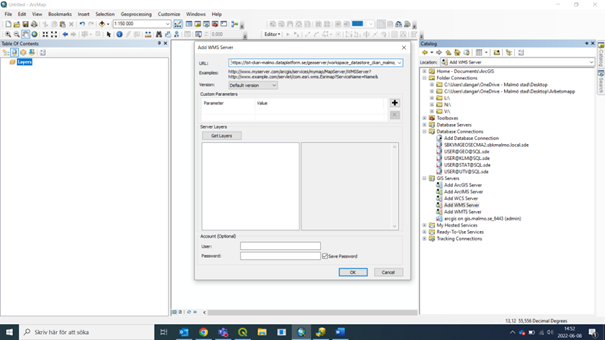 Untitled - ArcMap
File Edit View Bookmarks Insert Selection Geoprocessing Customize Windows Help
1:150 000
Editor
Table Of Contents
Layers
Add WMS Server
URL: https://tst-ckan-malmo.dataplatform.se/geoserver/workspace_datastore_ckan_malmo_
Examples: http://www.myserver.com/arcgis/services/mymap/MapServer/WMSServer?
http://www.example.com/servlet/com.esri.wms.Esrimap?ServiceName=Name&
Version: Default version
Custom Parameters
Parameter Value
Server Layers
Get Layers
Account (Optional)
User:
Password:
Save Password
OK Cancel
Catalog
Location: Add WMS Server
Home - Documents\ArcGIS
Folder Connections
C:\Users\dangar\OneDrive - Malmö stad\Desktop
C:\Users\dangar\OneDrive - Malmö stad\Desktop\Arbetsmapp
L:\
N:\
V:\
Toolboxes
Database Servers
Database Connections
Add Database Connection
USER@GEO@SQL.sde
USER@KLM@SQL.sde
USER@STAT@SQL.sde
USER@UTV@SQL.sde
GIS Servers
Add ArcGIS Server
Add ArcIMS Server
Add WCS Server
Add WMS Server
Add WMTS Server
arcgis on gis.malmo.se_6443 (admin)
My Hosted Services
Ready-To-Use Services
Tracking Connections
Catalog
Search
13,12 55,556 Decimal Degrees
Skriv här för att söka
14:52
2022-06-08